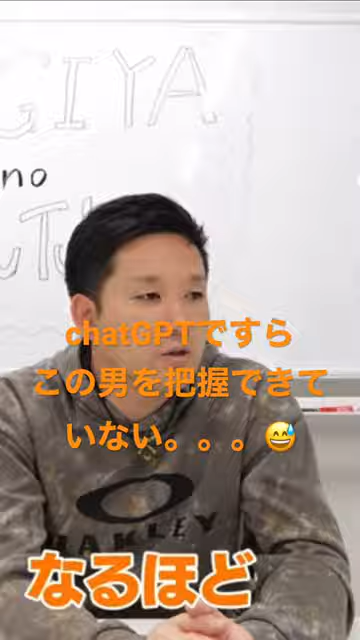 GIYA
no
chatGPTですら
この男を把握できて
いない。。。😅
OAKLEY
なるほど